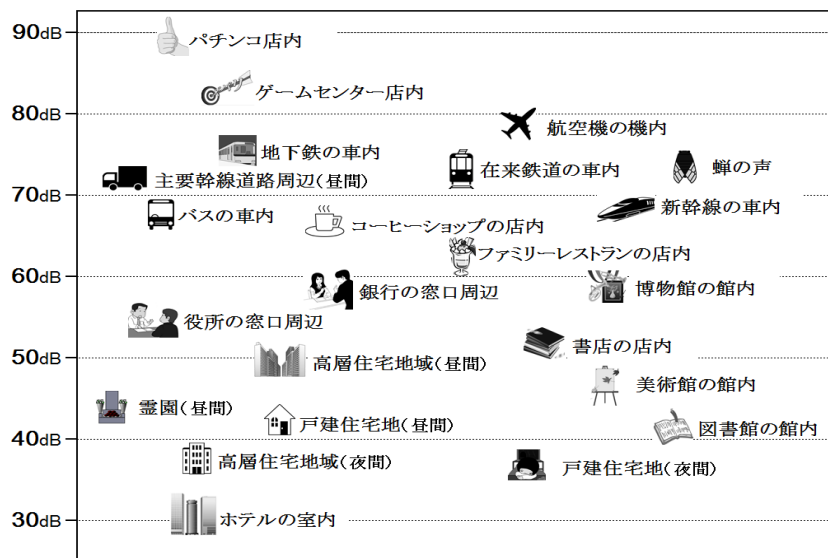 90dB
パチンコ店内
ゲームセンター店内
80dB
航空機の機内
地下鉄の車内
在来鉄道の車内
蝉の声
主要幹線道路周辺(昼間)
70dB
新幹線の車内
バスの車内
コーヒーショップの店内
ファミリーレストランの店内
60dB
銀行の窓口周辺
博物館の館内
役所の窓口周辺
書店の店内
50dB
高層住宅地域(昼間)
美術館の館内
霊園(昼間)
戸建住宅地(昼間)
図書館の館内
40dB
高層住宅地域(夜間)
戸建住宅地(夜間)
30dB
ホテルの室内